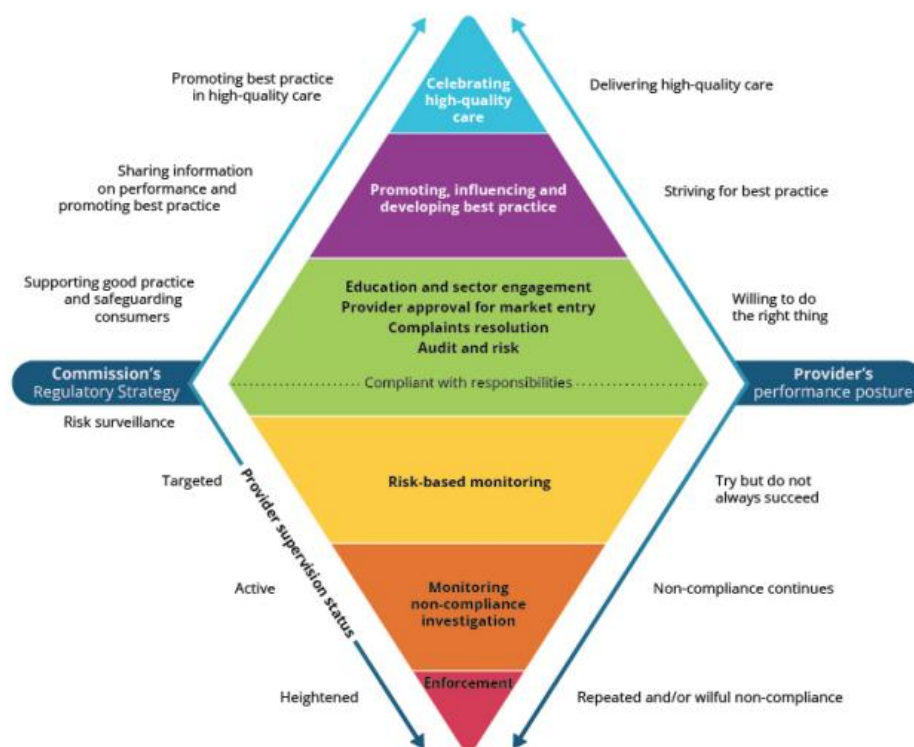 Promoting best practice
in high-quality care
Celebrating
high-quality
care
Delivering high-quality care
Sharing information
on performance and
promoting best practice
Promoting, influencing and
developing best practice
Striving for best practice
Supporting good practice
and safeguarding
consumers
Education and sector engagement
Provider approval for market entry
Complaints resolution
Audit and risk
Willing to do
the right thing
Commission's
Regulatory Strategy
Compliant with responsibilities
Provider's
performance posture
Risk surveillance
Provider supervision status
Targeted
Risk-based monitoring
Try but do not
always succeed
Active
Monitoring
non-compliance
investigation
Non-compliance continues
Heightened
Enforcement
Repeated and/or wilful non-compliance